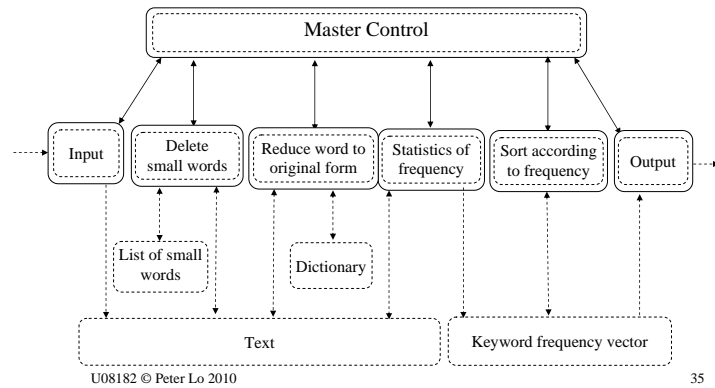 Master Control
Input
Delete
small words
Reduce word to
original form
Statistics of
frequency
Sort according
to frequency
Output
List of small
words
Dictionary
Text
Keyword frequency vector
U08182 © Peter Lo 2010
35